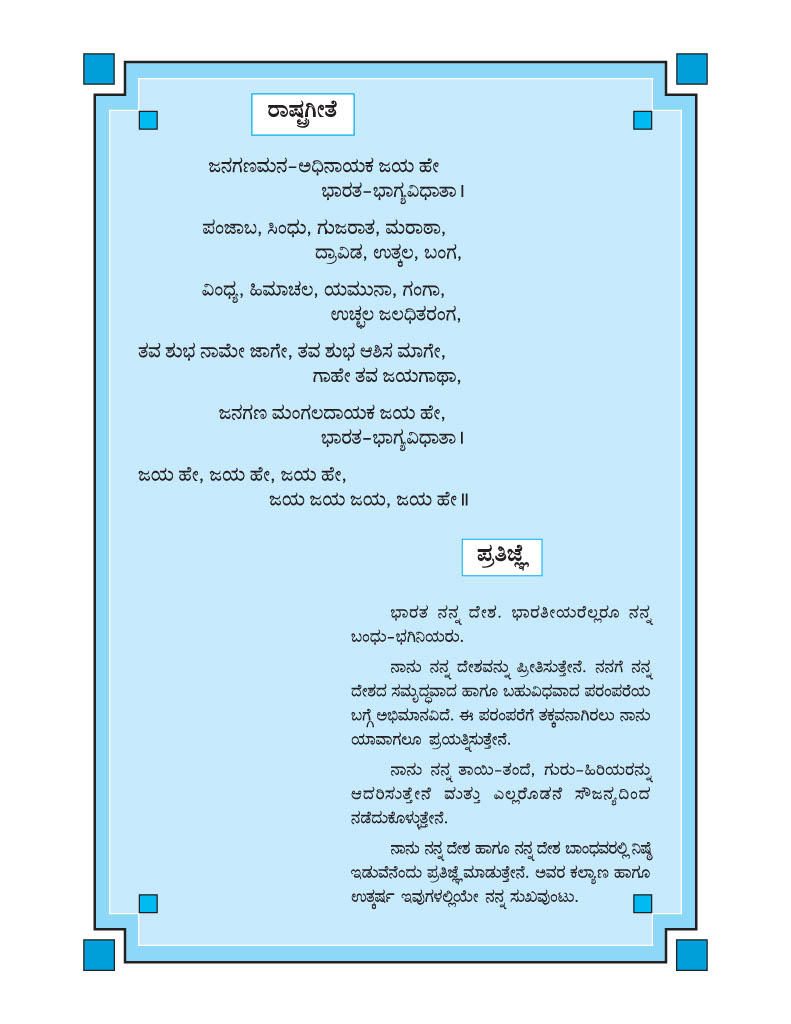 ರಾಷ್ಟ್ರಗೀತೆ
ಜನಗಣಮನ-ಅಧಿನಾಯಕ ಜಯ ಹೇ
ಭಾರತ-ಭಾಗ್ಯವಿಧಾತಾ।
ಪಂಜಾಬ, ಸಿಂಧು, ಗುಜರಾತ, ಮರಾಠಾ,
ದ್ರಾವಿಡ, ಉತ್ಕಲ, ಬಂಗ,
ವಿಂಧ್ಯ, ಹಿಮಾಚಲ, ಯಮುನಾ, ಗಂಗಾ,
ಉಚ್ಛಲ ಜಲಧಿತರಂಗ,
ತವ ಶುಭ ನಾಮೇ ಜಾಗೇ, ತವ ಶುಭ ಆಶಿಸ ಮಾಗೇ,
ಗಾಹೇ ತವ ಜಯಗಾಥಾ,
ಜನಗಣ ಮಂಗಲದಾಯಕ ಜಯ ಹೇ,
ಭಾರತ-ಭಾಗ್ಯವಿಧಾತಾ।
ಜಯ ಹೇ, ಜಯ ಹೇ, ಜಯ ಹೇ,
ಜಯ ಜಯ ಜಯ, ಜಯ ಹೇ॥
ಪ್ರತಿಜ್ಞೆ
ಭಾರತ ನನ್ನ ದೇಶ. ಭಾರತೀಯರೆಲ್ಲರೂ ನನ್ನ
ಬಂಧು-ಭಗಿನಿಯರು.
ನಾನು ನನ್ನ ದೇಶವನ್ನು ಪ್ರೀತಿಸುತ್ತೇನೆ. ನನಗೆ ನನ್ನ
ದೇಶದ ಸಮೃದ್ಧವಾದ ಹಾಗೂ ಬಹುವಿಧವಾದ ಪರಂಪರೆಯ
ಬಗ್ಗೆ ಅಭಿಮಾನವಿದೆ. ಈ ಪರಂಪರೆಗೆ ತಕ್ಕವನಾಗಿರಲು ನಾನು
ಯಾವಾಗಲೂ ಪ್ರಯತ್ನಿಸುತ್ತೇನೆ.
ನಾನು ನನ್ನ ತಾಯಿ-ತಂದೆ, ಗುರು-ಹಿರಿಯರನ್ನು
ಆದರಿಸುತ್ತೇನೆ ಮತ್ತು ಎಲ್ಲರೊಡನೆ ಸೌಜನ್ಯದಿಂದ
ನಡೆದುಕೊಳ್ಳುತ್ತೇನೆ.
ನಾನು ನನ್ನ ದೇಶ ಹಾಗೂ ನನ್ನ ದೇಶ ಬಾಂಧವರಲ್ಲಿ ನಿಷ್ಠೆ
ಇಡುವೆನೆಂದು ಪ್ರತಿಜ್ಞೆ ಮಾಡುತ್ತೇನೆ. ಅವರ ಕಲ್ಯಾಣ ಹಾಗೂ
ಉತ್ಕರ್ಷ ಇವುಗಳಲ್ಲಿಯೇ ನನ್ನ ಸುಖವುಂಟು.